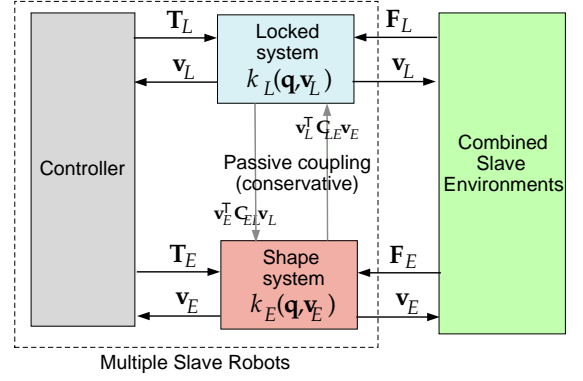 T_L
Locked
system
k_L(q,v_L)
F_L
v_L
v_L
v_L^T C_LE v_E
Controller
Passive coupling
(conservative)
Combined
Slave
Environments
v_E^T C_EL v_L
T_E
Shape
system
k_E(q,v_E)
F_E
v_E
v_E
Multiple Slave Robots